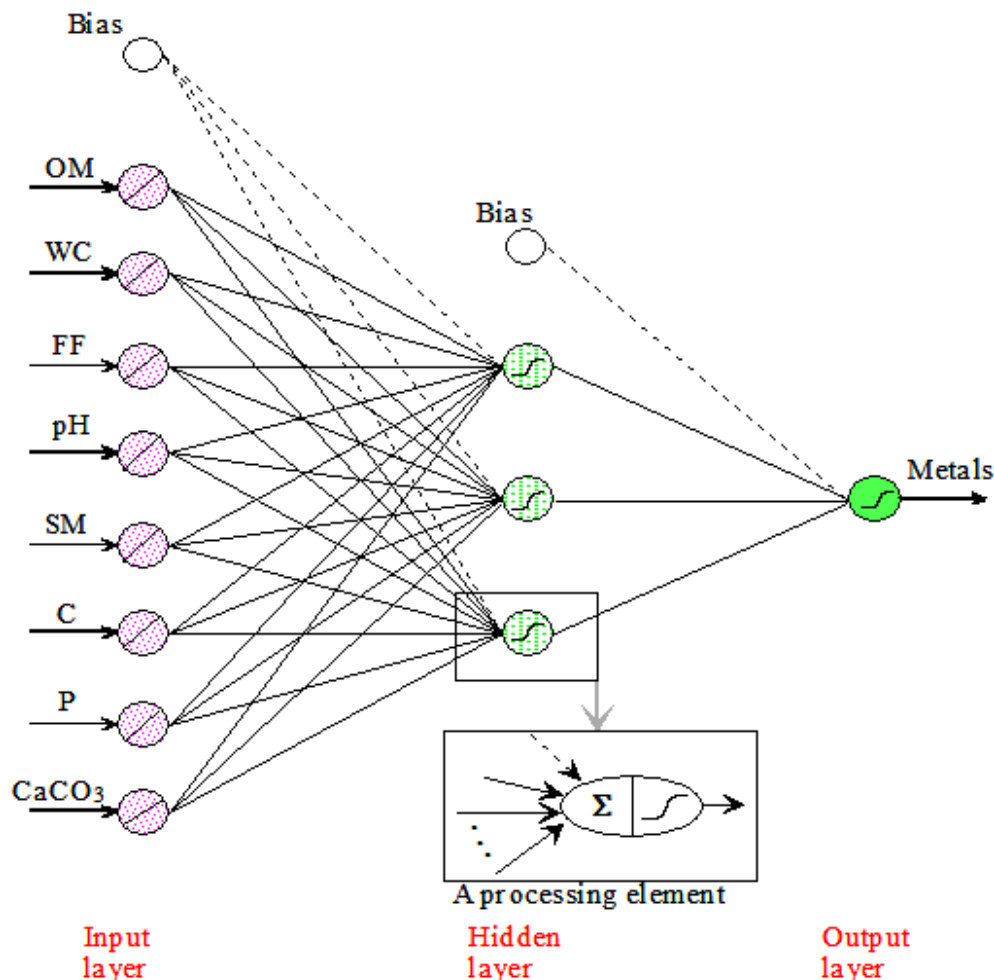 Bias
OM
WC
FF
pH
SM
C
P
CaCO₃
Bias
Metals
Σ
A processing element
Input
layer
Hidden
layer
Output
layer